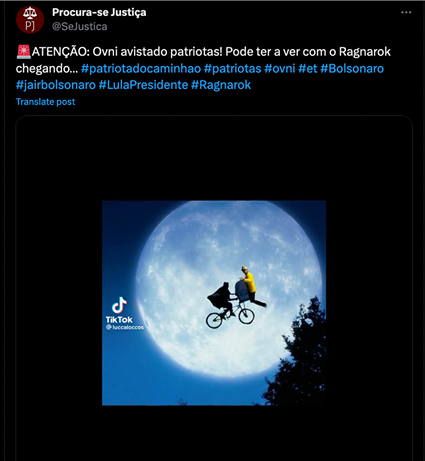 Procura-se Justiça
@SeJustica
🚨ATENÇÃO: Ovni avistado patriotas! Pode ter a ver com o Ragnarok
chegando... #patriotadocaminhao #patriotas #ovni #et #Bolsonaro
#jairbolsonaro #LulaPresidente #Ragnarok
Translate post
PJ
TikTok
@luccaloccos